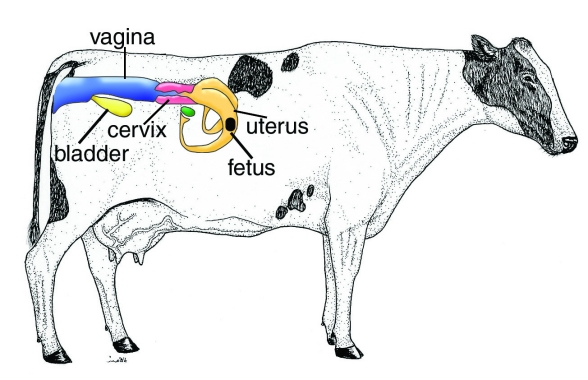 vagina
cervix
uterus
bladder
fetus